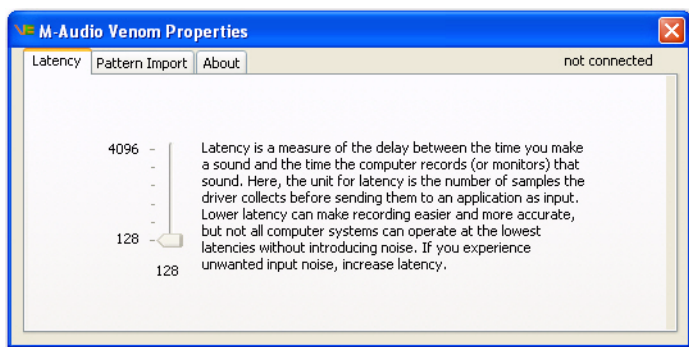 M-Audio Venom Properties
Latency Pattern Import About not connected
4096
128
128
Latency is a measure of the delay between the time you make
a sound and the time the computer records (or monitors) that
sound. Here, the unit for latency is the number of samples the
driver collects before sending them to an application as input.
Lower latency can make recording easier and more accurate,
but not all computer systems can operate at the lowest
latencies without introducing noise. If you experience
unwanted input noise, increase latency.